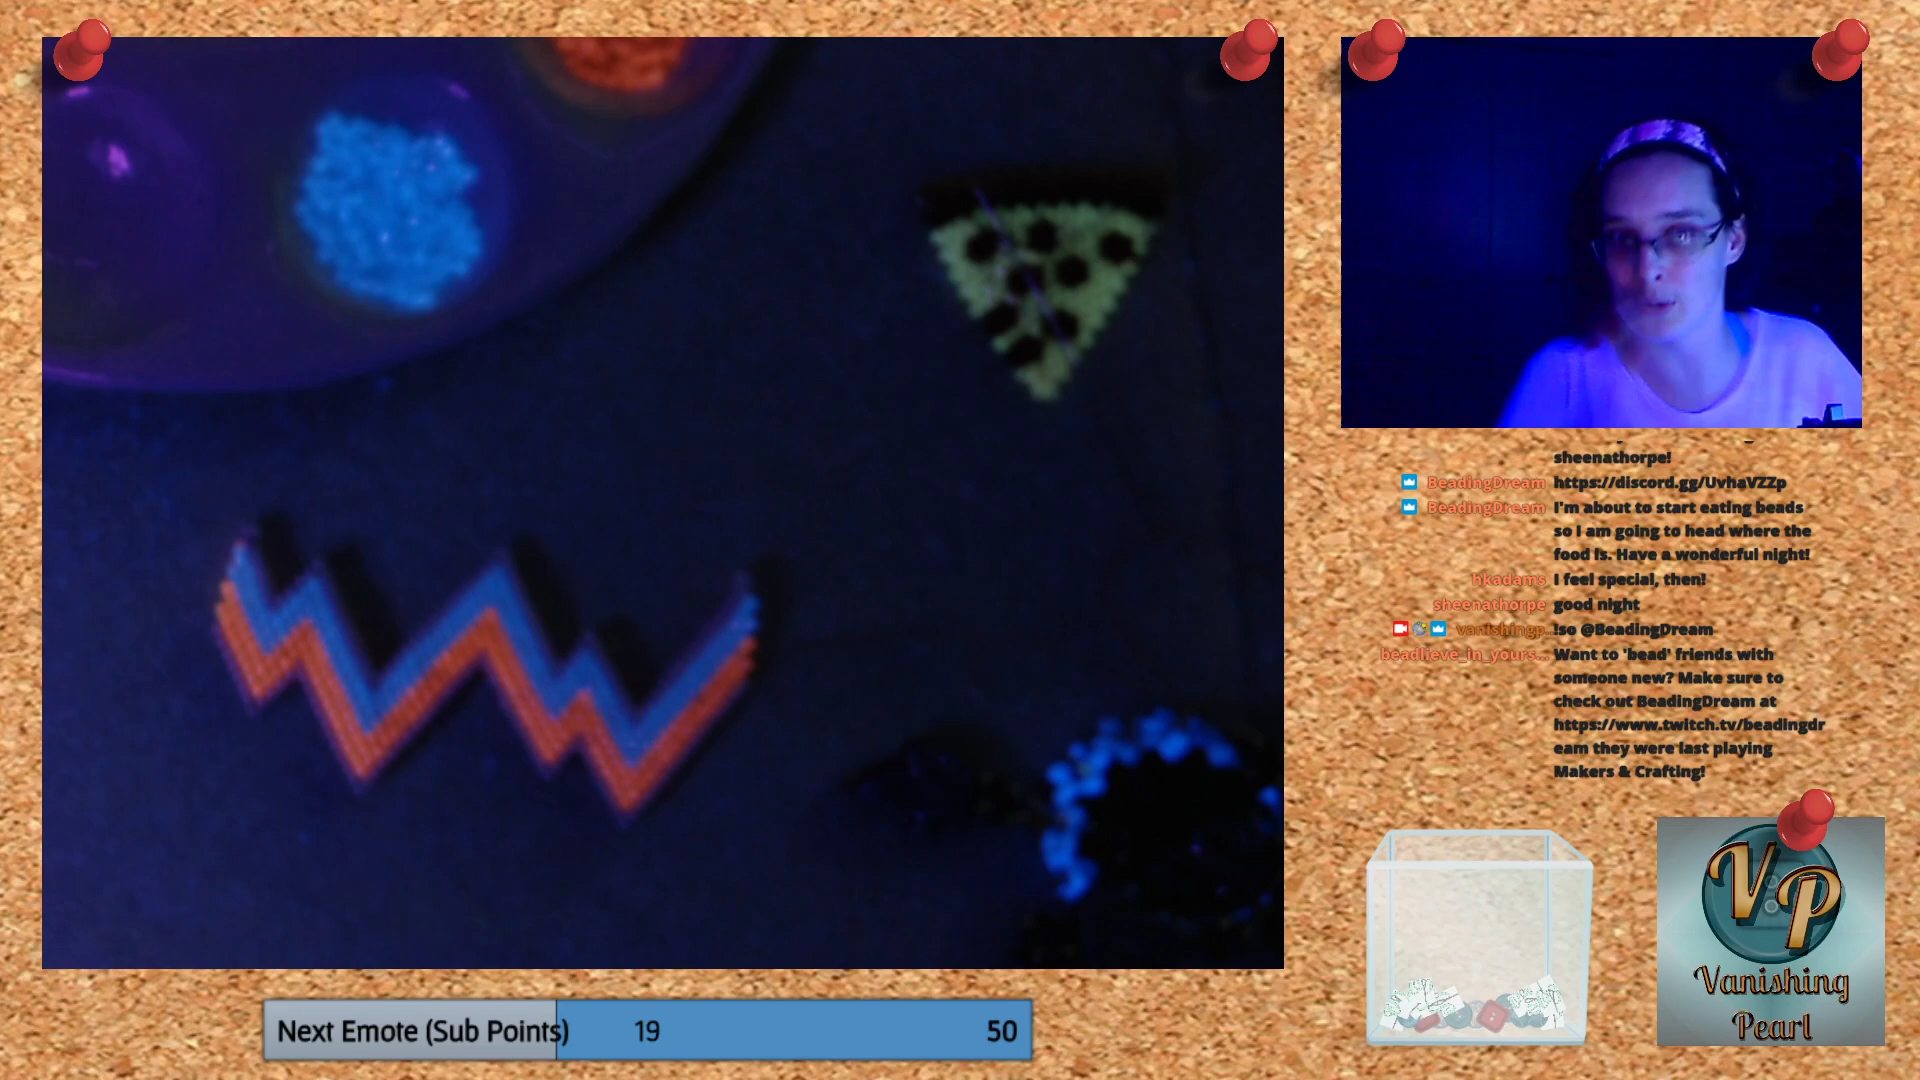 sheenathorpe!
BeadingDream https://discord.gg/UvhaVZZp
BeadingDream I'm about to start eating beads
so I am going to head where the
food is. Have a wonderful night!
hkadams I feel special, then!
sheenathorpe good night
vanishingp... !so @BeadingDream
beadlieve_in_yours... Want to 'bead' friends with
someone new? Make sure to
check out BeadingDream at
https://www.twitch.tv/beadingdr
eam they were last playing
Makers & Crafting!
VP
Vanishing
Pearl
Next Emote (Sub Points) 19 50